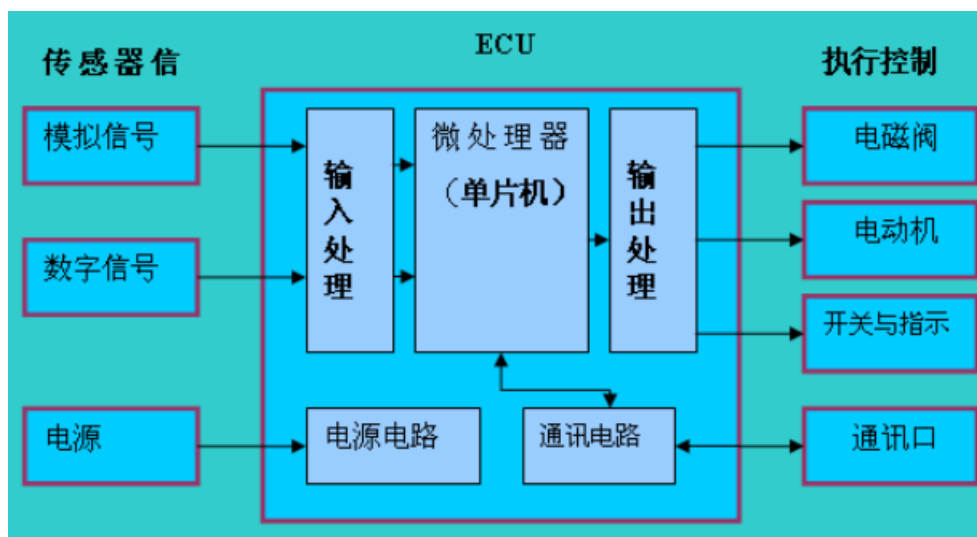 传感器信
ECU
执行控制
模拟信号
数字信号
电源
输入处理
微处理器
（单片机）
输出处理
电源电路
通讯电路
电磁阀
电动机
开关与指示
通讯口